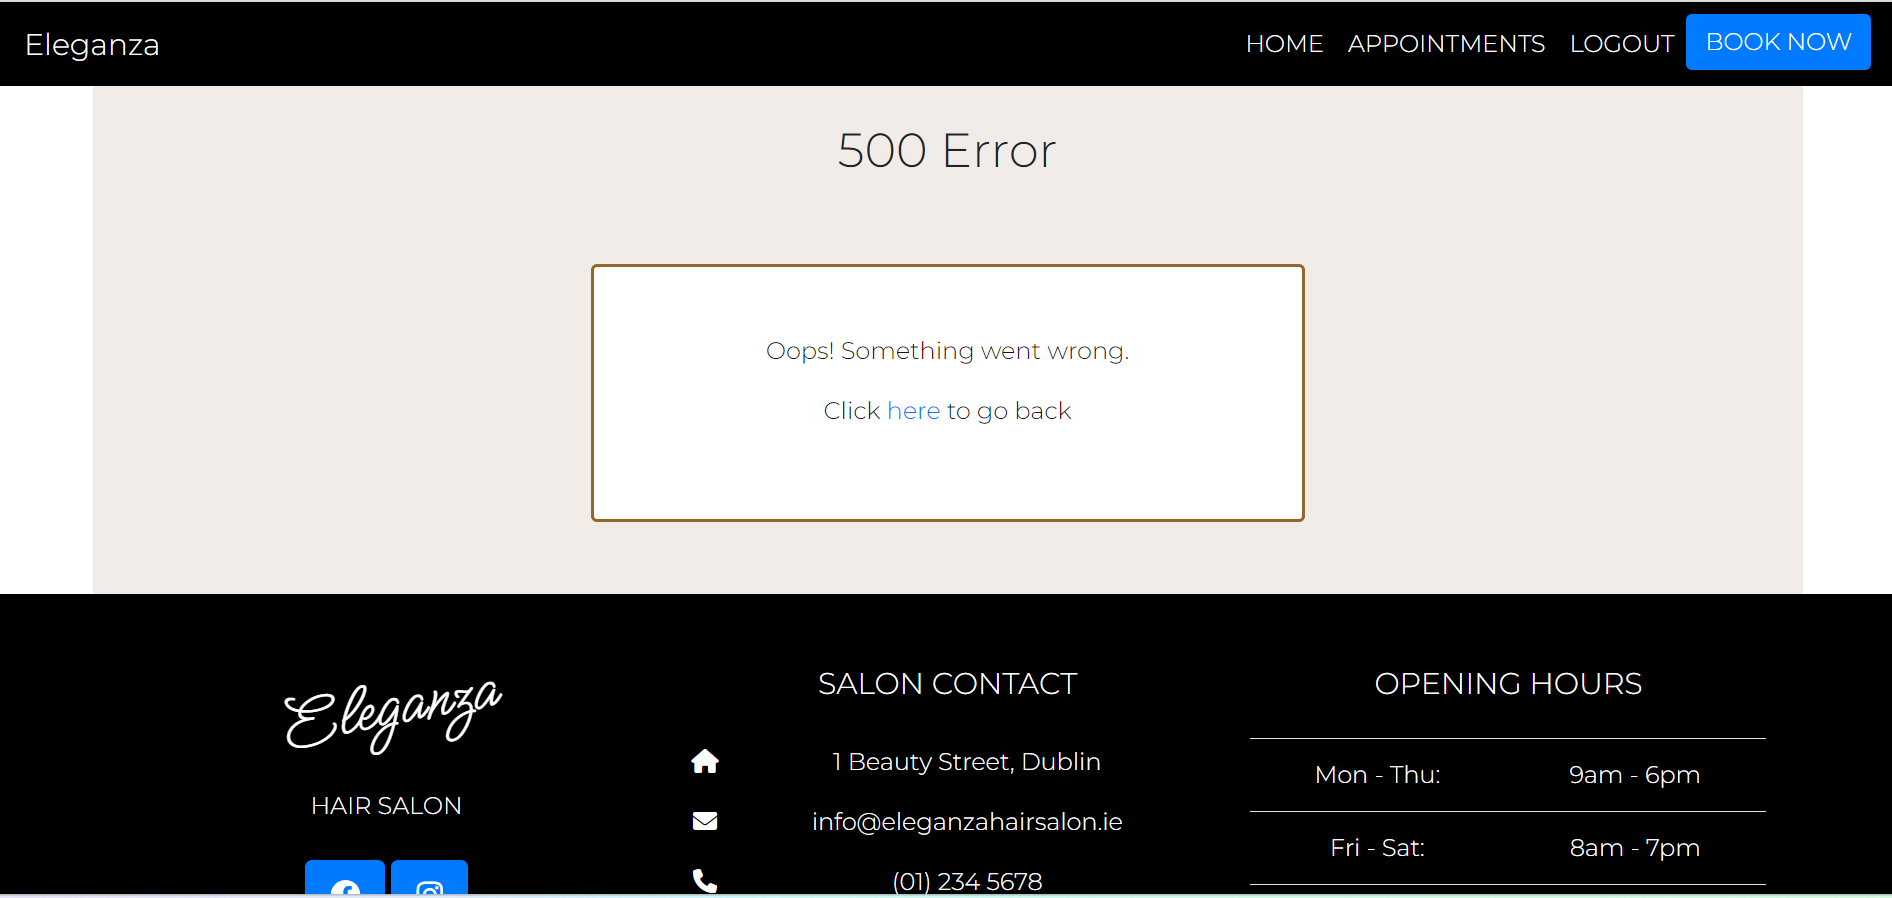 Eleganza
HOME APPOINTMENTS LOGOUT BOOK NOW
500 Error
Oops! Something went wrong.
Click here to go back
Eleganza
HAIR SALON
SALON CONTACT
1 Beauty Street, Dublin
info@eleganzahairsalon.ie
(01) 234 5678
OPENING HOURS
Mon - Thu: 9am - 6pm
Fri - Sat: 8am - 7pm